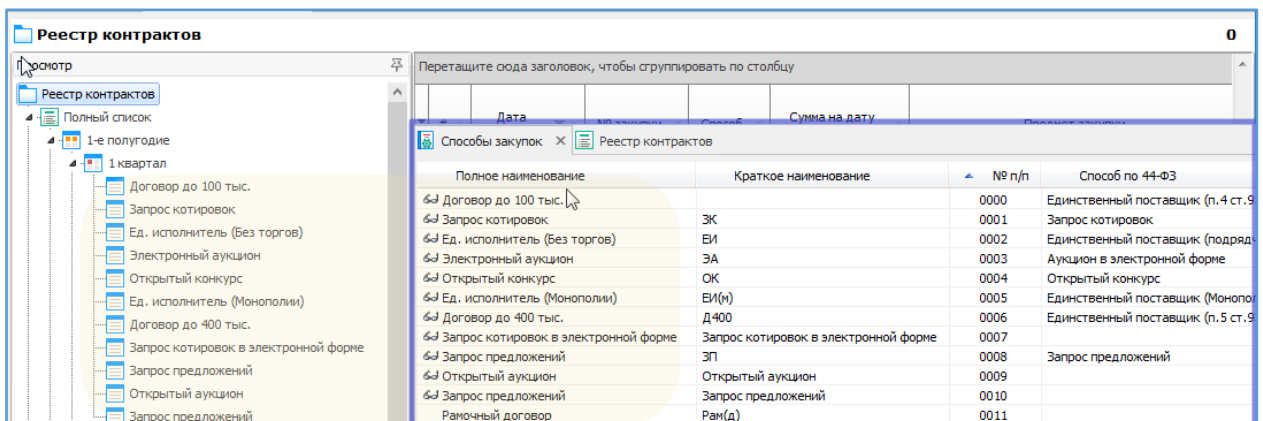 Реестр контрактов 0
Просмотр
Перетащите сюда заголовок, чтобы сгруппировать по столбцу
Реестр контрактов
Полный список
1-е полугодие
1 квартал
Договор до 100 тыс.
Запрос котировок
Ед. исполнитель (Без торгов)
Электронный аукцион
Открытый конкурс
Ед. исполнитель (Монополии)
Договор до 400 тыс.
Запрос котировок в электронной форме
Запрос предложений
Открытый аукцион
Запрос предложений
Дата № закупки Способ Сумма на дату Предмет закупки
Способы закупок Реестр контрактов
Полное наименование Краткое наименование № п/п Способ по 44-ФЗ
Договор до 100 тыс. 0000 Единственный поставщик (п.4 ст.9
Запрос котировок ЗК 0001 Запрос котировок
Ед. исполнитель (Без торгов) ЕИ 0002 Единственный поставщик (подряд
Электронный аукцион ЭА 0003 Аукцион в электронной форме
Открытый конкурс ОК 0004 Открытый конкурс
Ед. исполнитель (Монополии) ЕИ(м) 0005 Единственный поставщик (Монопол
Договор до 400 тыс. Д400 0006 Единственный поставщик (п.5 ст.9
Запрос котировок в электронной форме Запрос котировок в электронной форме 0007
Запрос предложений ЗП 0008 Запрос предложений
Открытый аукцион Открытый аукцион 0009
Запрос предложений Запрос предложений 0010
Рамочный договор Рам(д) 0011